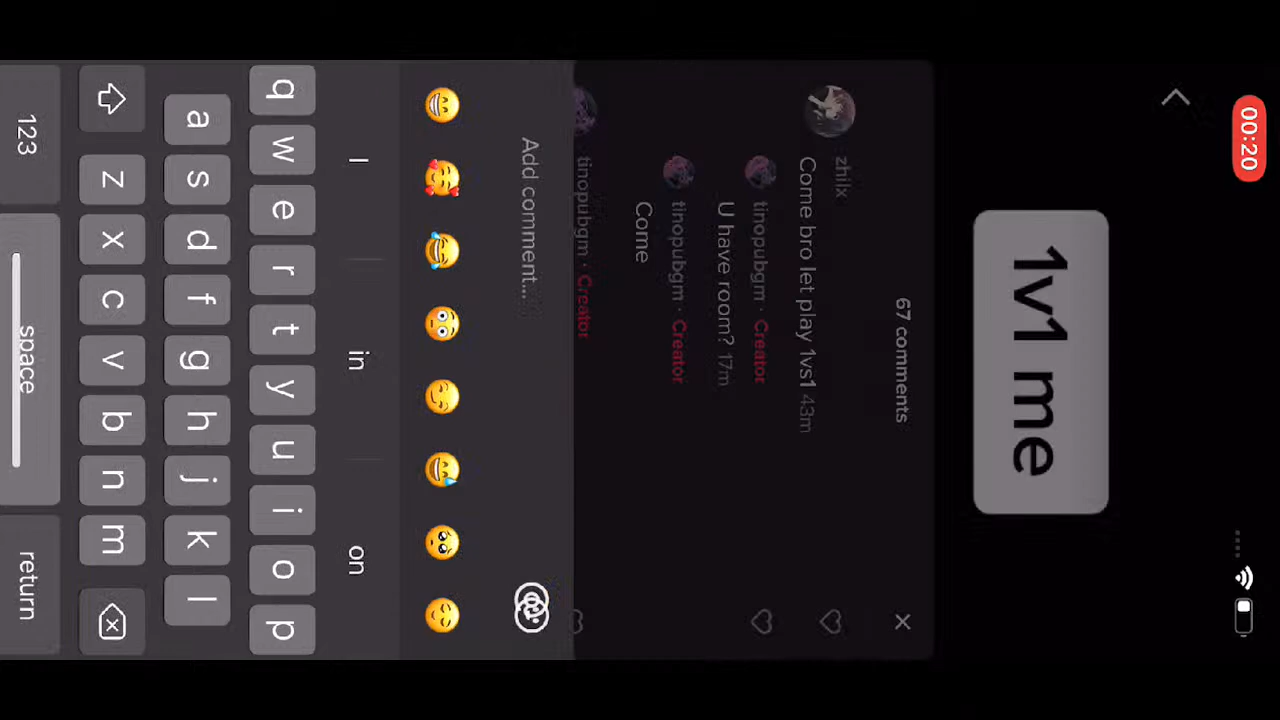 00:20
1v1 me
67 comments
zhilx
Come bro let play 1vs1 43m
tinopubgm · Creator
U have room? 17m
tinopubgm · Creator
Come
tinopubgm · Creator
Add comment...
I in on
q w e r t y u i o p
a s d f g h j k l
z x c v b n m
123 space return